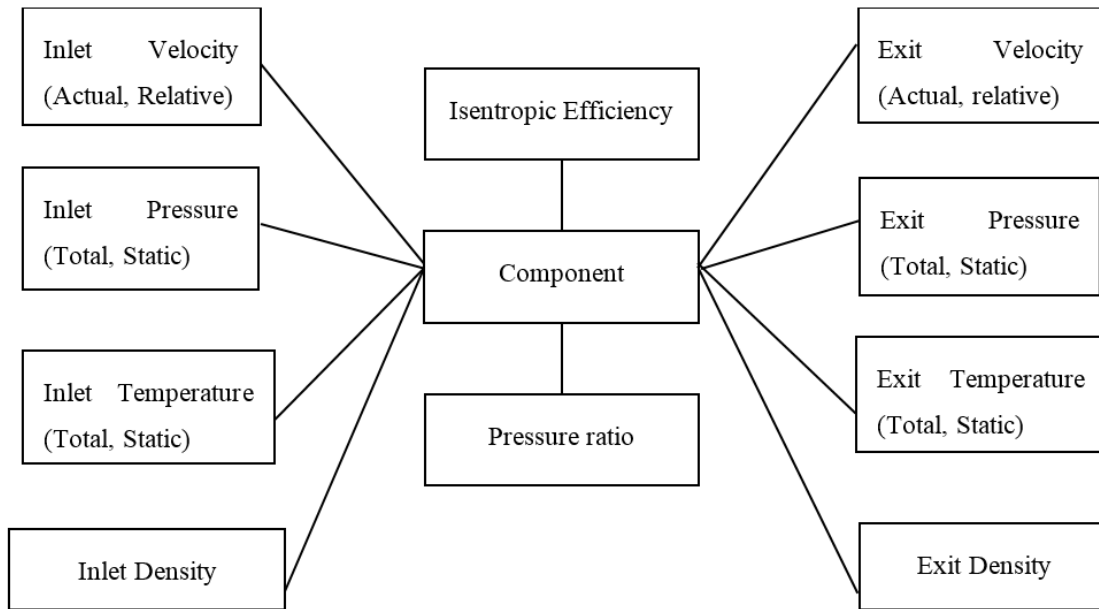 Inlet Velocity
(Actual, Relative)
Inlet Pressure
(Total, Static)
Inlet Temperature
(Total, Static)
Inlet Density
Isentropic Efficiency
Component
Pressure ratio
Exit Velocity
(Actual, relative)
Exit Pressure
(Total, Static)
Exit Temperature
(Total, Static)
Exit Density